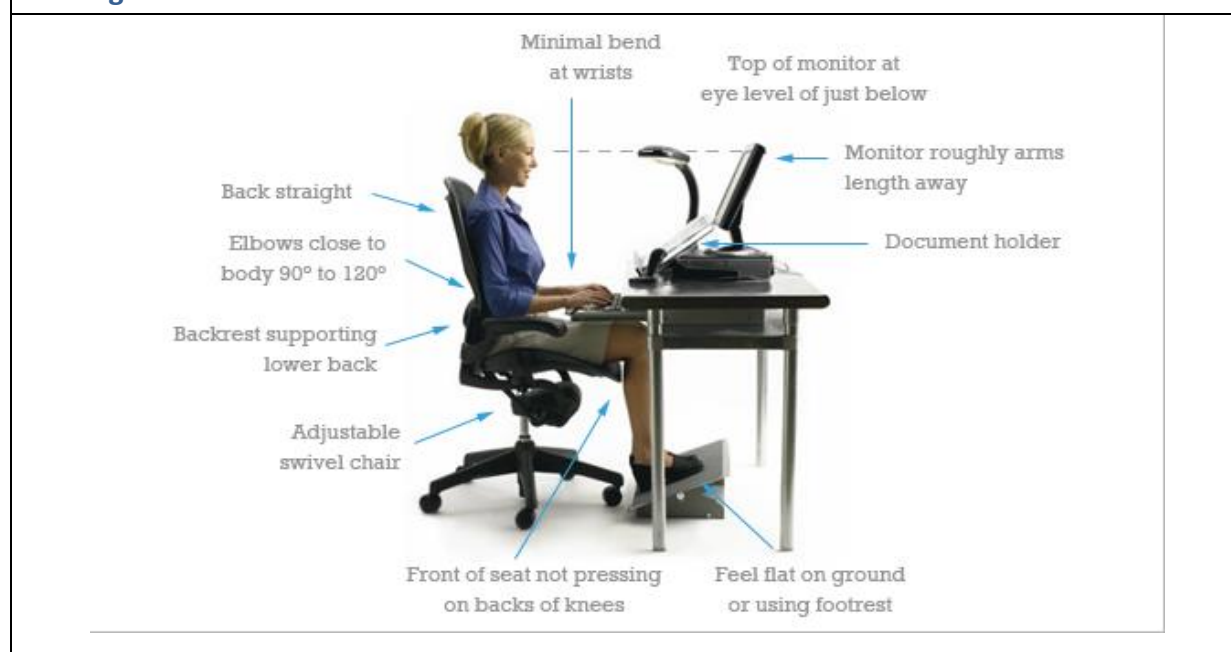 Minimal bend
at wrists
Top of monitor at
eye level of just below
Monitor roughly arms
length away
Back straight
Document holder
Elbows close to
body 90° to 120°
Backrest supporting
lower back
Adjustable
swivel chair
Front of seat not pressing
on backs of knees
Feel flat on ground
or using footrest